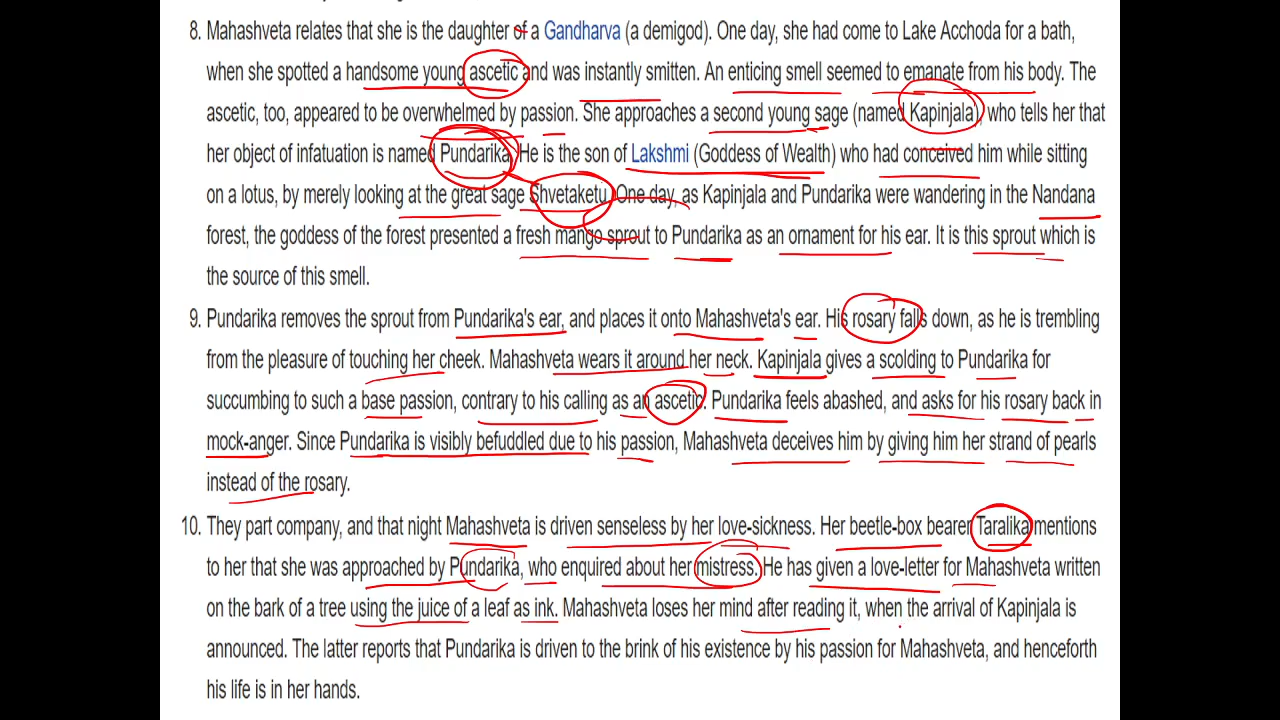 8. Mahashveta relates that she is the daughter of a Gandharva (a demigod). One day, she had come to Lake Acchoda for a bath,
when she spotted a handsome young ascetic and was instantly smitten. An enticing smell seemed to emanate from his body. The
ascetic, too, appeared to be overwhelmed by passion. She approaches a second young sage (named Kapinjala), who tells her that
her object of infatuation is named Pundarika. He is the son of Lakshmi (Goddess of Wealth) who had conceived him while sitting
on a lotus, by merely looking at the great sage Shvetaketu. One day, as Kapinjala and Pundarika were wandering in the Nandana
forest, the goddess of the forest presented a fresh mango sprout to Pundarika as an ornament for his ear. It is this sprout which is
the source of this smell.
9. Pundarika removes the sprout from Pundarika's ear, and places it onto Mahashveta's ear. His rosary falls down, as he is trembling
from the pleasure of touching her cheek. Mahashveta wears it around her neck. Kapinjala gives a scolding to Pundarika for
succumbing to such a base passion, contrary to his calling as an ascetic. Pundarika feels abashed, and asks for his rosary back in
mock-anger. Since Pundarika is visibly befuddled due to his passion, Mahashveta deceives him by giving him her strand of pearls
instead of the rosary.
10. They part company, and that night Mahashveta is driven senseless by her love-sickness. Her beetle-box bearer Taralika mentions
to her that she was approached by Pundarika, who enquired about her mistress. He has given a love-letter for Mahashveta written
on the bark of a tree using the juice of a leaf as ink. Mahashveta loses her mind after reading it, when the arrival of Kapinjala is
announced. The latter reports that Pundarika is driven to the brink of his existence by his passion for Mahashveta, and henceforth
his life is in her hands.